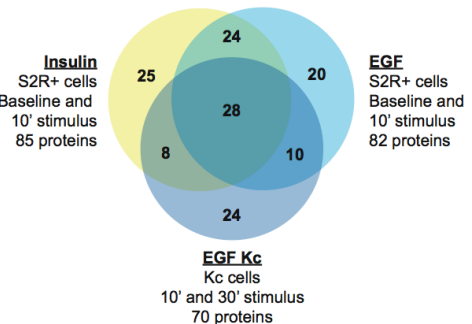 24
Insulin
S2R+ cells
Baseline and
10’ stimulus
85 proteins
25
20
EGF
S2R+ cells
Baseline and
10’ stimulus
82 proteins
28
8
10
24
EGF Kc
Kc cells
10’ and 30’ stimulus
70 proteins